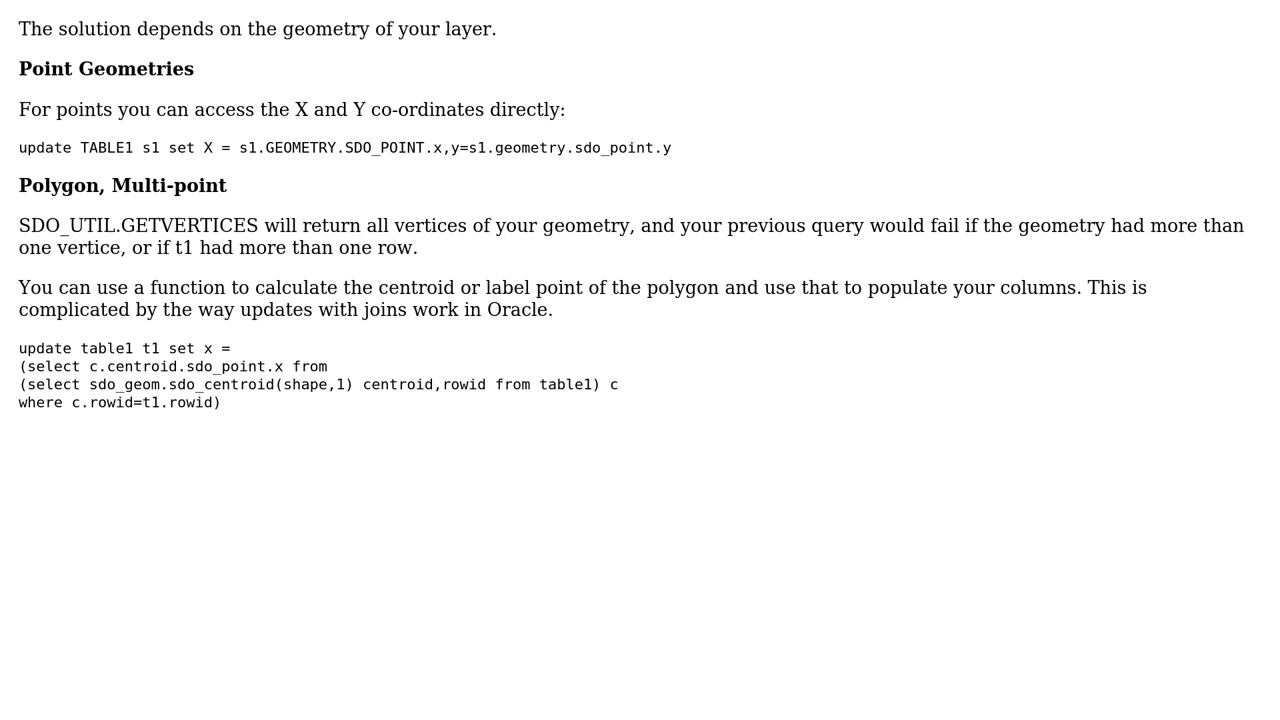 The solution depends on the geometry of your layer.
Point Geometries
For points you can access the X and Y co-ordinates directly:
update TABLE1 s1 set X = s1.GEOMETRY.SDO_POINT.x,y=s1.geometry.sdo_point.y
Polygon, Multi-point
SDO_UTIL.GETVERTICES will return all vertices of your geometry, and your previous query would fail if the geometry had more than
one vertice, or if t1 had more than one row.
You can use a function to calculate the centroid or label point of the polygon and use that to populate your columns. This is
complicated by the way updates with joins work in Oracle.
update table1 t1 set x =
(select c.centroid.sdo_point.x from
(select sdo_geom.sdo_centroid(shape,1) centroid,rowid from table1) c
where c.rowid=t1.rowid)